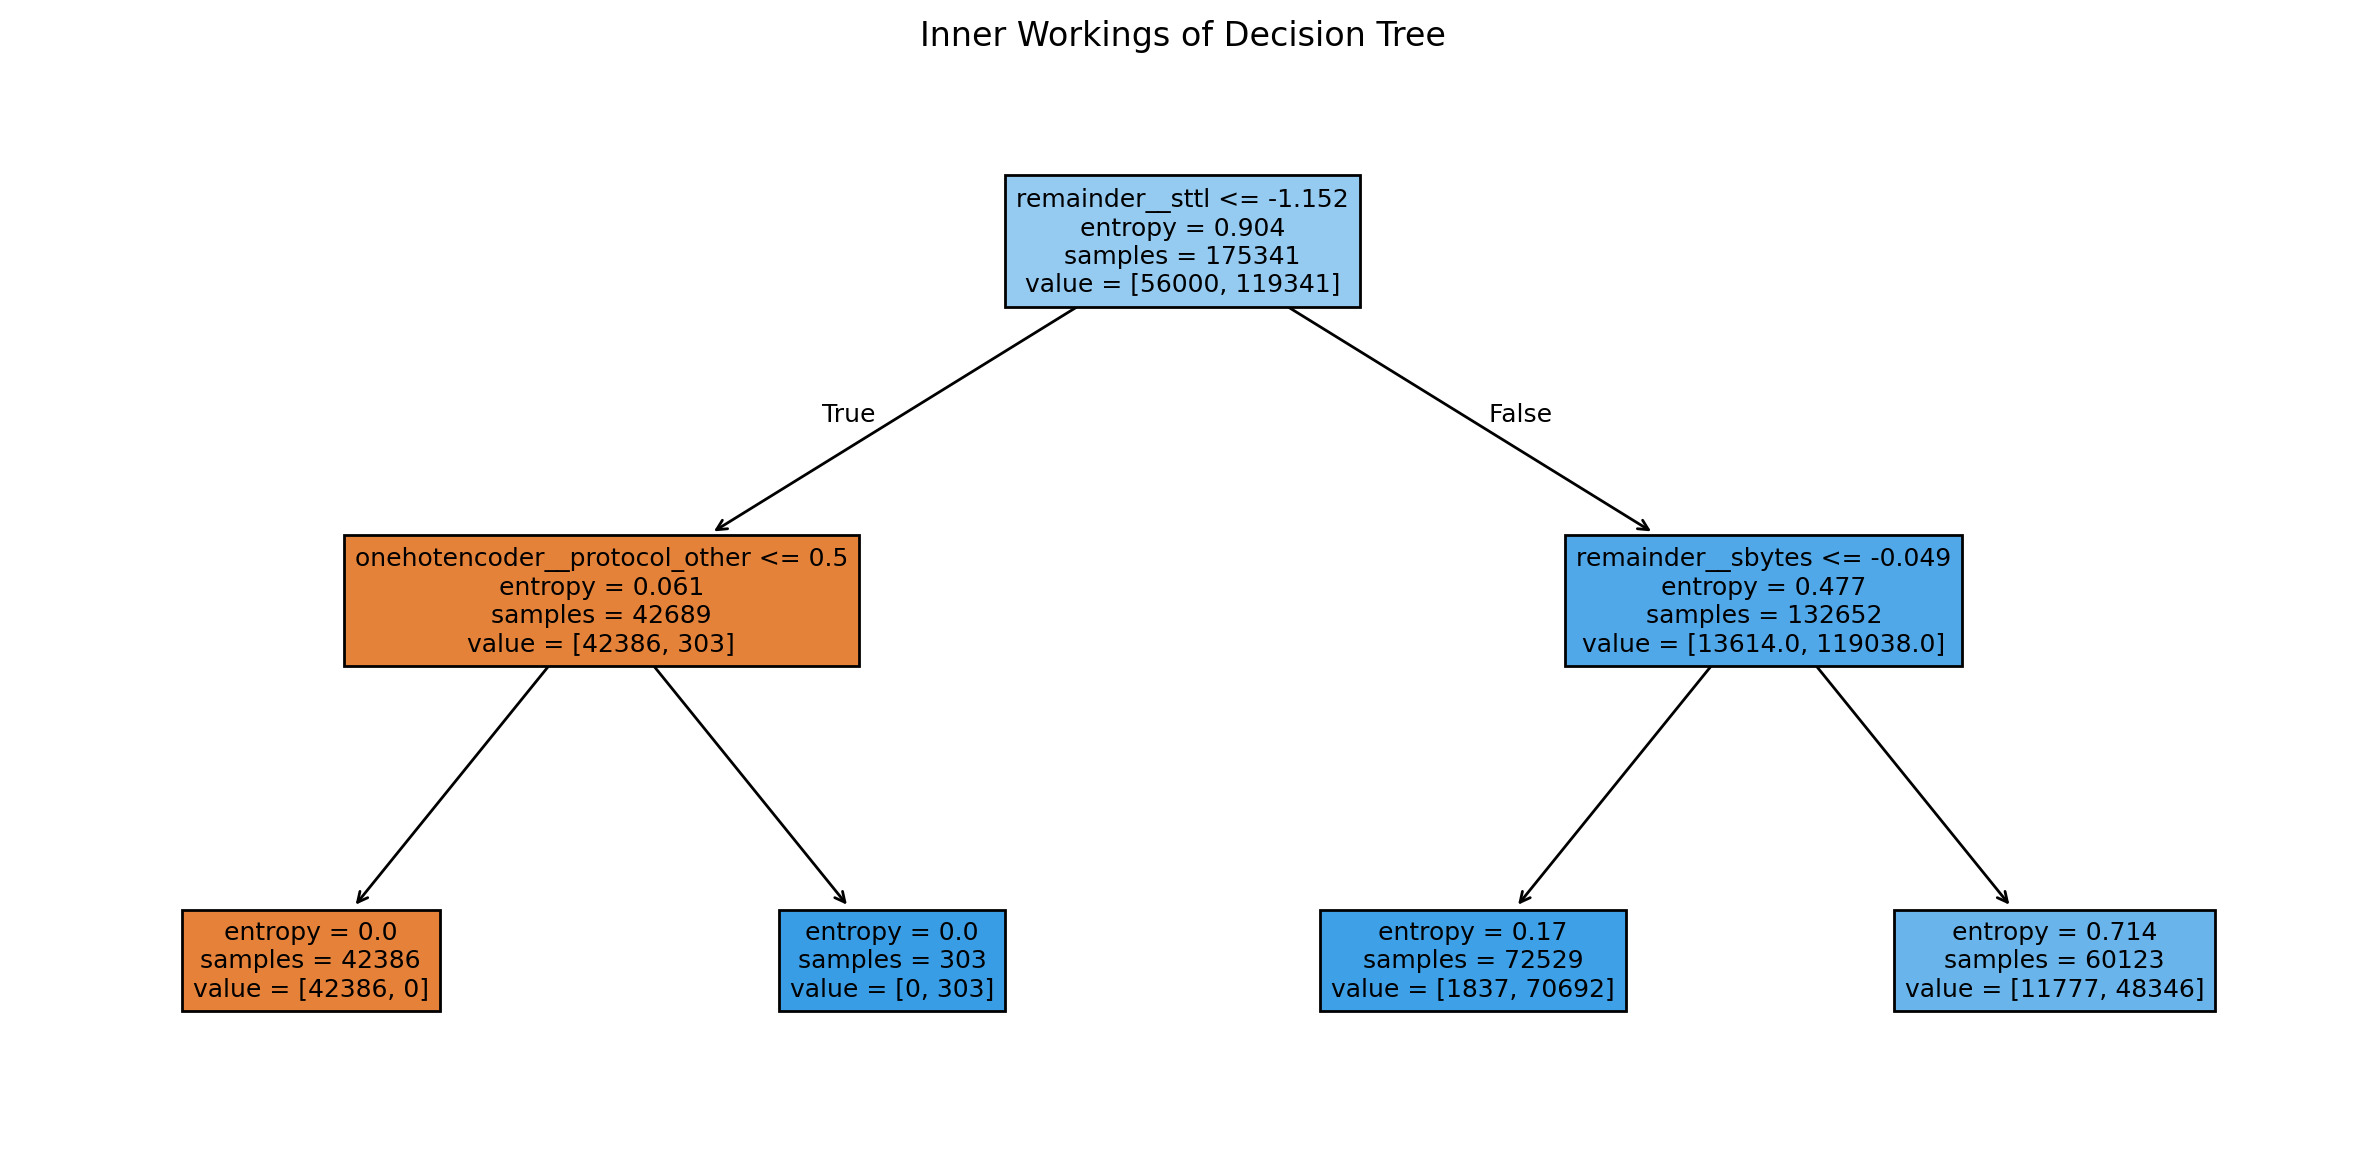 Inner Workings of Decision Tree
remainder__sttl <= -1.152
entropy = 0.904
samples = 175341
value = [56000, 119341]
True
False
onehotencoder__protocol_other <= 0.5
entropy = 0.061
samples = 42689
value = [42386, 303]
remainder__sbytes <= -0.049
entropy = 0.477
samples = 132652
value = [13614.0, 119038.0]
entropy = 0.0
samples = 42386
value = [42386, 0]
entropy = 0.0
samples = 303
value = [0, 303]
entropy = 0.17
samples = 72529
value = [1837, 70692]
entropy = 0.714
samples = 60123
value = [11777, 48346]